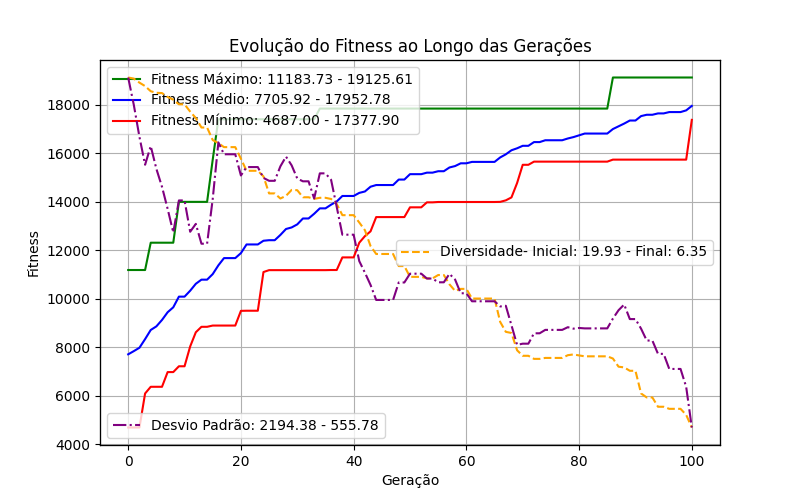 Evolução do Fitness ao Longo das Gerações
Fitness Máximo: 11183.73 - 19125.61
Fitness Médio: 7705.92 - 17952.78
Fitness Mínimo: 4687.00 - 17377.90
Diversidade- Inicial: 19.93 - Final: 6.35
Desvio Padrão: 2194.38 - 555.78
Fitness
18000
16000
14000
12000
10000
8000
6000
4000
0
20
40
60
80
100
Geração